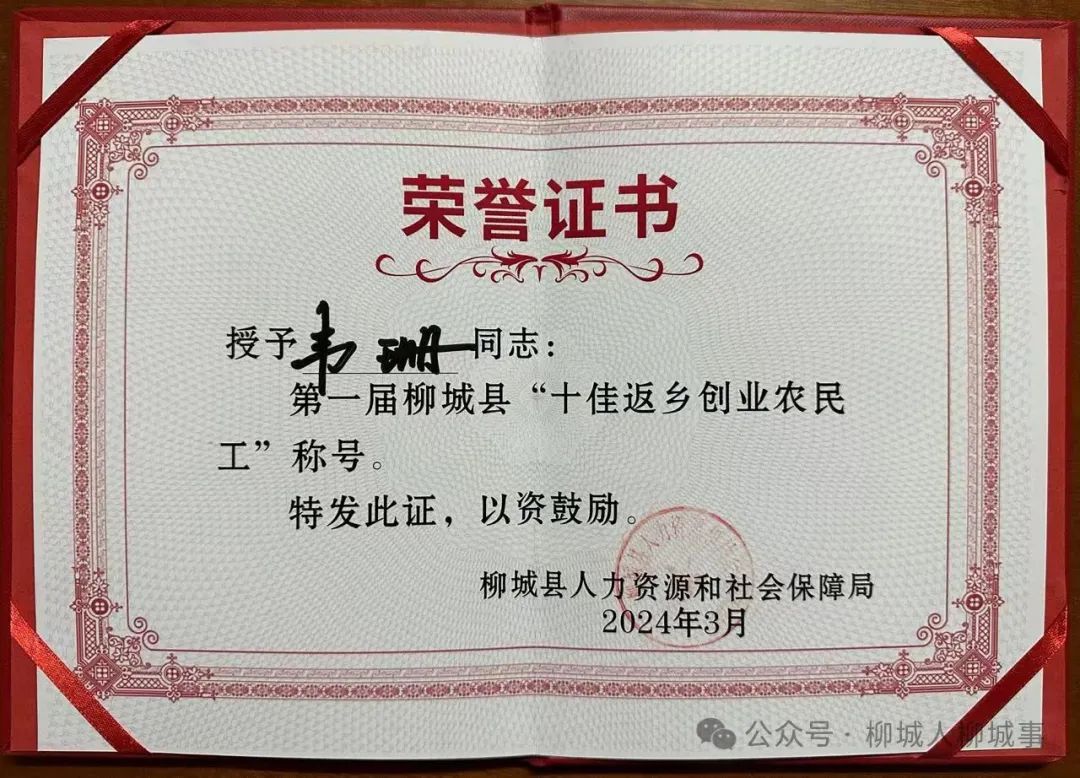 荣誉证书
授予韦珊同志：
第一届柳城县“十佳返乡创业农民
工”称号。
特发此证，以资鼓励。
柳城县人力资源和社会保障局
2024年3月
公众号·柳城人柳城事